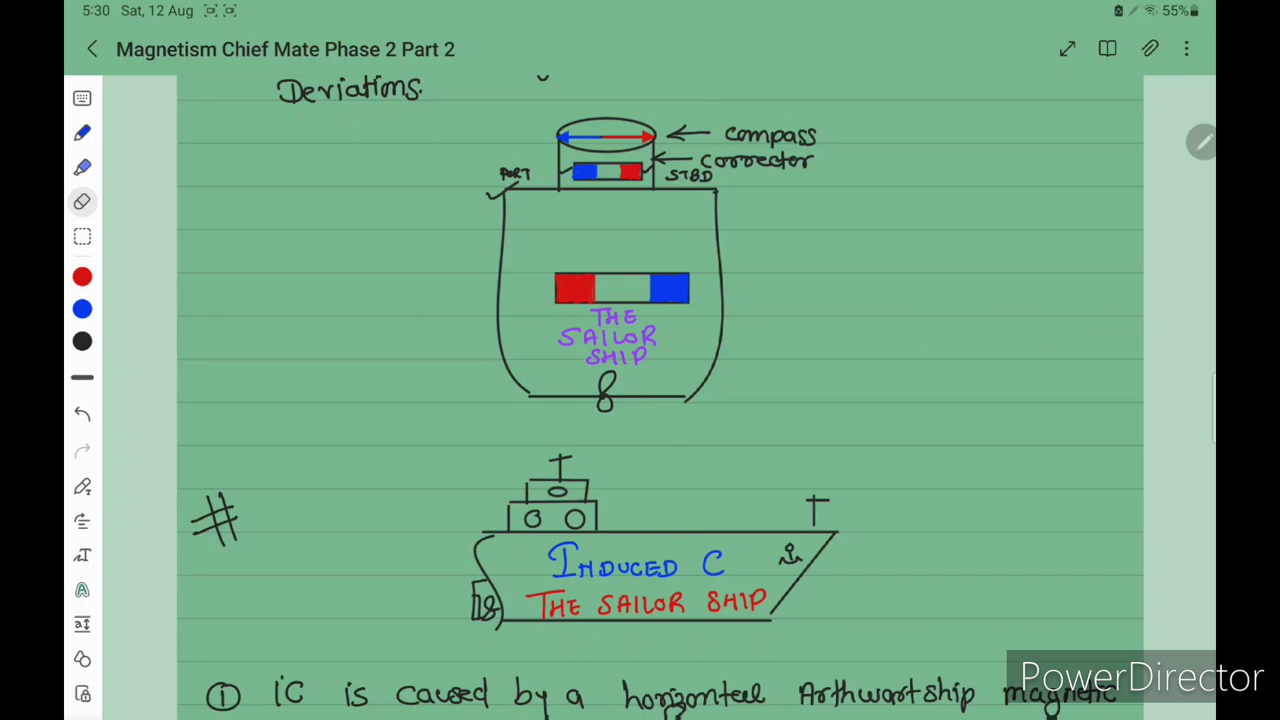 5:30 Sat, 12 Aug
55%
Magnetism Chief Mate Phase 2 Part 2
Deviations.
compass
corrector
PORT
STBD
THE
SAILOR
SHIP
INDUCED C
THE SAILOR SHIP
① IC is caused by a horizontal Arthwartship magnetic
PowerDirector